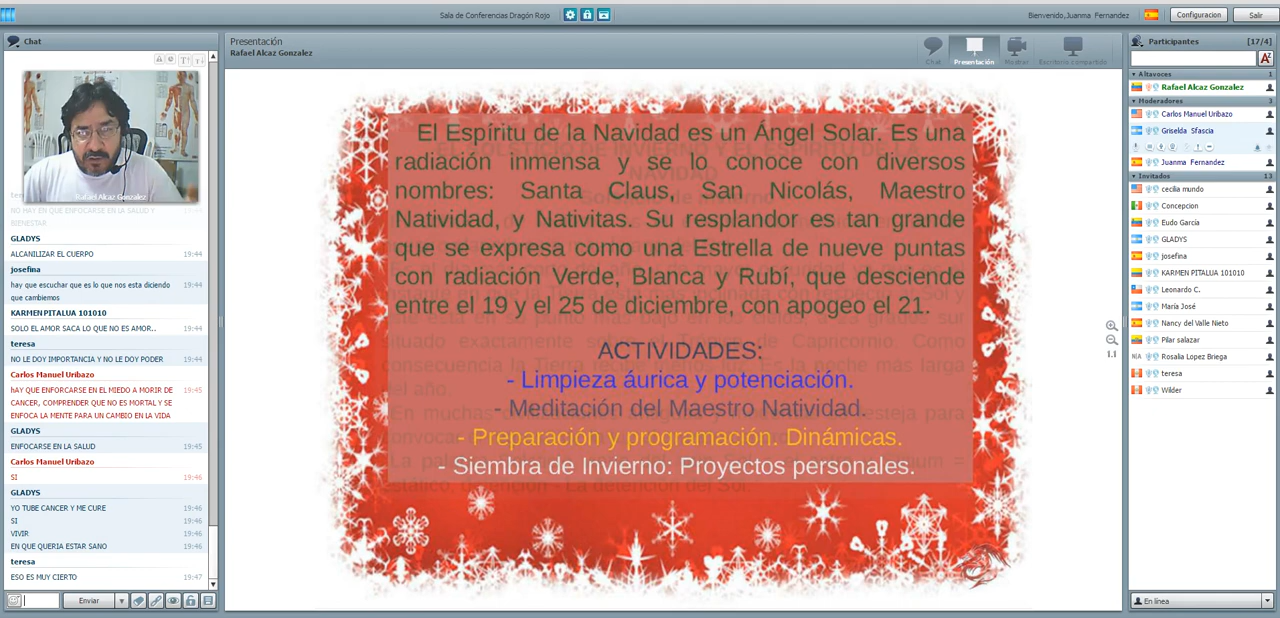 Sala de Conferencias Dragón Rojo
Bienvenido,Juanma Fernandez
Configuracion
Salir
Chat
Rafael Alcaz Gonzalez
NO HAY EN QUE ENFOCARSE EN LA SALUD Y
BIENESTAR
GLADYS
ALCANILIZAR EL CUERPO 19:44
josefina
hay que escuchar que es lo que nos esta diciendo 19:44
que cambiemos
KARMEN PITALUA 101010
SOLO EL AMOR SACA LO QUE NO ES AMOR.. 19:44
teresa
NO LE DOY IMPORTANCIA Y NO LE DOY PODER 19:44
Carlos Manuel Uribazo
hAY QUE ENFORCARSE EN EL MIEDO A MORIR DE 19:45
CANCER, COMPRENDER QUE NO ES MORTAL Y SE
ENFOCA LA MENTE PARA UN CAMBIO EN LA VIDA
GLADYS
ENFOCARSE EN LA SALUD 19:45
Carlos Manuel Uribazo
SI 19:46
GLADYS
YO TUBE CANCER Y ME CURE 19:46
SI 19:46
VIVIR 19:46
EN QUE QUERIA ESTAR SANO 19:46
teresa
ESO ES MUY CIERTO 19:47
Enviar
Presentación
Rafael Alcaz Gonzalez
Chat
Presentación
Mostrar
Escritorio compartido
El Espíritu de la Navidad es un Ángel Solar. Es una
radiación inmensa y se lo conoce con diversos
nombres: Santa Claus, San Nicolás, Maestro
Natividad, y Nativitas. Su resplandor es tan grande
que se expresa como una Estrella de nueve puntas
con radiación Verde, Blanca y Rubí, que desciende
entre el 19 y el 25 de diciembre, con apogeo el 21.
ACTIVIDADES:
- Limpieza áurica y potenciación.
- Meditación del Maestro Natividad.
- Preparación y programación. Dinámicas.
- Siembra de Invierno: Proyectos personales.
1.1
Participantes [17/4]
Altavoces 1
Rafael Alcaz Gonzalez
Moderadores 3
Carlos Manuel Uribazo
Griselda Sfascia
Juanma Fernandez
Invitados 13
cecilia mundo
Concepcion
Eudo García
GLADYS
josefina
KARMEN PITALUA 101010
Leonardo C.
María José
Nancy del Valle Nieto
Pilar salazar
N/A Rosalia Lopez Briega
teresa
Wilder
En línea